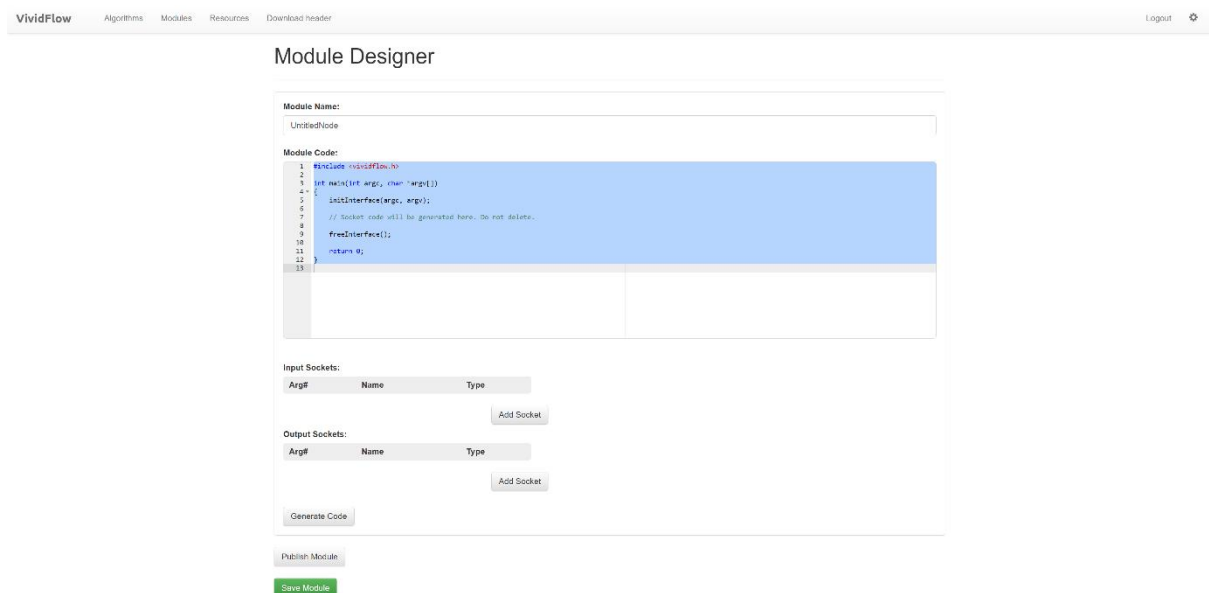 VividFlow Algorithms Modules Resources Download header Logout
Module Designer
Module Name:
UntitledNode
Module Code:
1 #include <vividflow.h>
2
3 int main(int argc, char *argv[])
4 {
5 initInterface(argc, argv);
6
7 // Socket code will be generated here. Do not delete.
8
9 freeInterface();
10
11 return 0;
12 }
13
Input Sockets:
Arg# Name Type
Add Socket
Output Sockets:
Arg# Name Type
Add Socket
Generate Code
Publish Module
Save Module